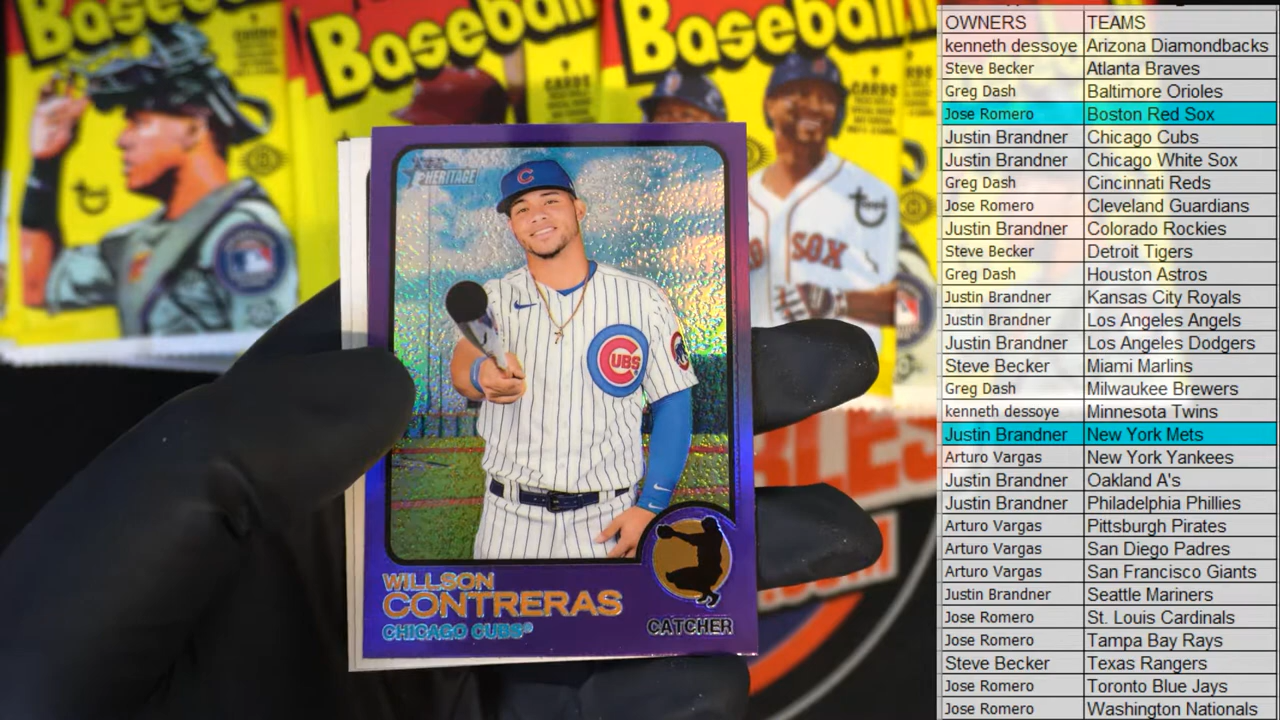 Baseball
Baseball
Baseball
CARDS
HERITAGE
C
CUBS
SOX
WILLSON
CONTRERAS
CHICAGO CUBS®
CATCHER
OWNERS TEAMS
kenneth dessoye Arizona Diamondbacks
Steve Becker Atlanta Braves
Greg Dash Baltimore Orioles
Jose Romero Boston Red Sox
Justin Brandner Chicago Cubs
Justin Brandner Chicago White Sox
Greg Dash Cincinnati Reds
Jose Romero Cleveland Guardians
Justin Brandner Colorado Rockies
Steve Becker Detroit Tigers
Greg Dash Houston Astros
Justin Brandner Kansas City Royals
Justin Brandner Los Angeles Angels
Justin Brandner Los Angeles Dodgers
Steve Becker Miami Marlins
Greg Dash Milwaukee Brewers
kenneth dessoye Minnesota Twins
Justin Brandner New York Mets
Arturo Vargas New York Yankees
Justin Brandner Oakland A's
Justin Brandner Philadelphia Phillies
Arturo Vargas Pittsburgh Pirates
Arturo Vargas San Diego Padres
Arturo Vargas San Francisco Giants
Justin Brandner Seattle Mariners
Jose Romero St. Louis Cardinals
Jose Romero Tampa Bay Rays
Steve Becker Texas Rangers
Jose Romero Toronto Blue Jays
Jose Romero Washington Nationals